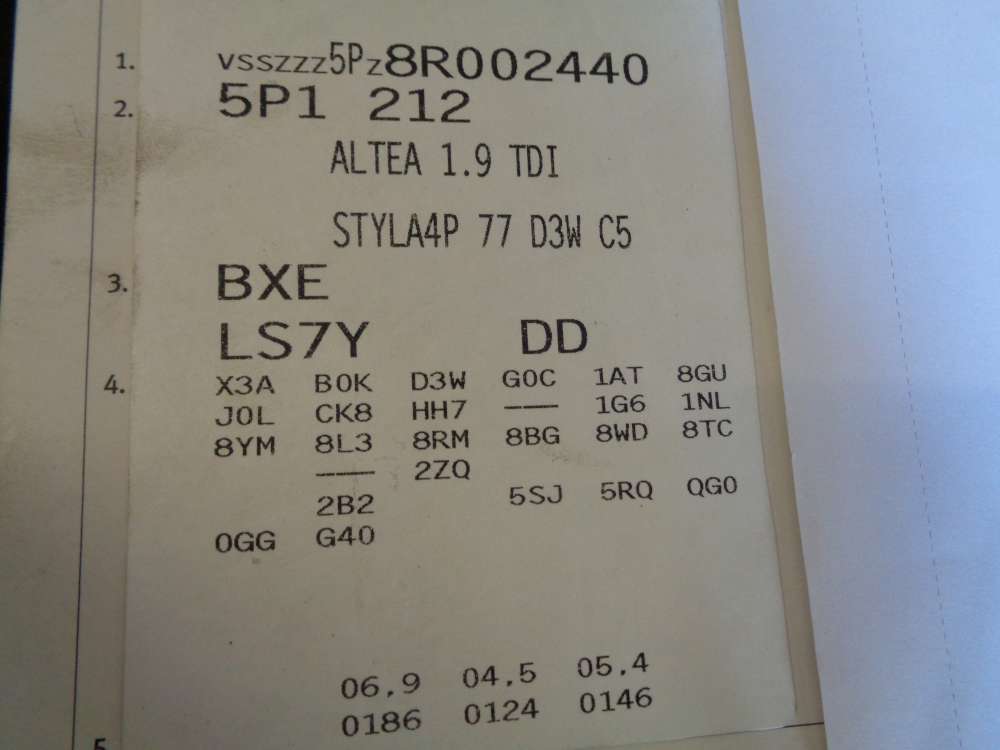 1. VSSZZZ5PZ8R002440
2. 5P1 212
ALTEA 1.9 TDI
STYLA4P 77 D3W C5
3. BXE
LS7Y DD
4. X3A B0K D3W G0C 1AT 8GU
J0L CK8 HH7 --- 1G6 1NL
8YM 8L3 8RM 8BG 8WD 8TC
--- 2ZQ
2B2 5SJ 5RQ QG0
0GG G40
06,9 04,5 05,4
0186 0124 0146
5